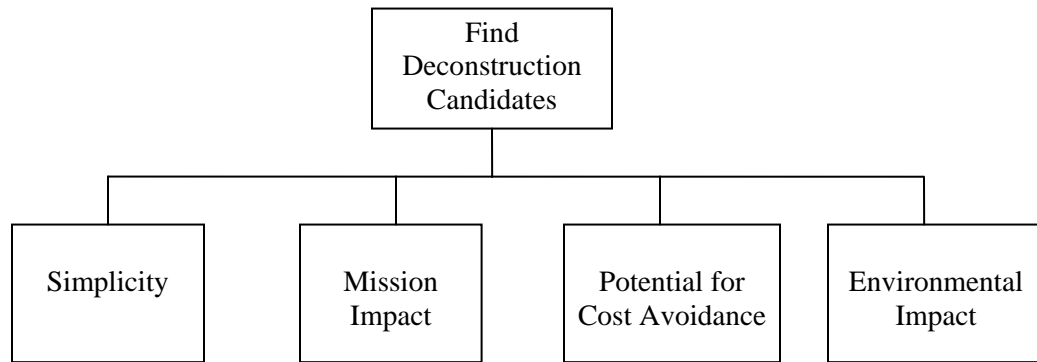 Find
Deconstruction
Candidates
Simplicity
Mission
Impact
Potential for
Cost Avoidance
Environmental
Impact